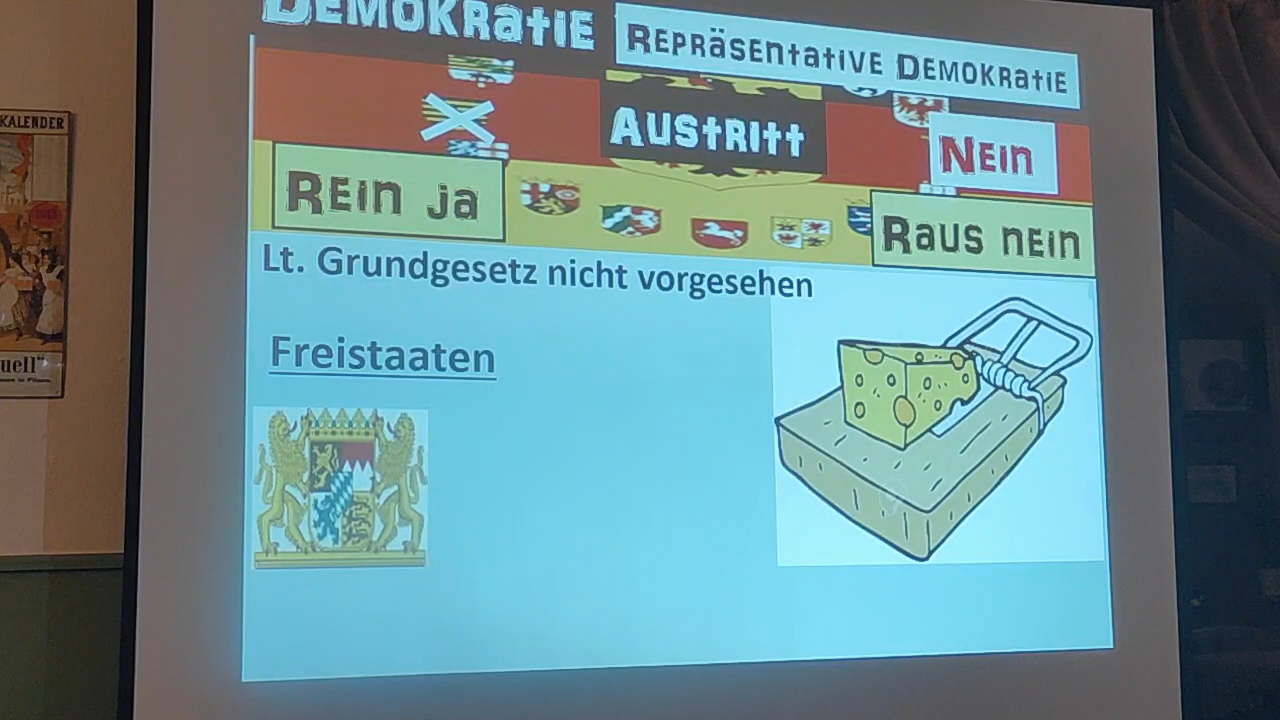 KALENDER
DEMOKRatiE
REPRäSEntatiVE DEMOKRatiE
AUStRitt
NEin
REin ja
RaUS nEin
Lt. Grundgesetz nicht vorgesehen
Freistaaten
uell"